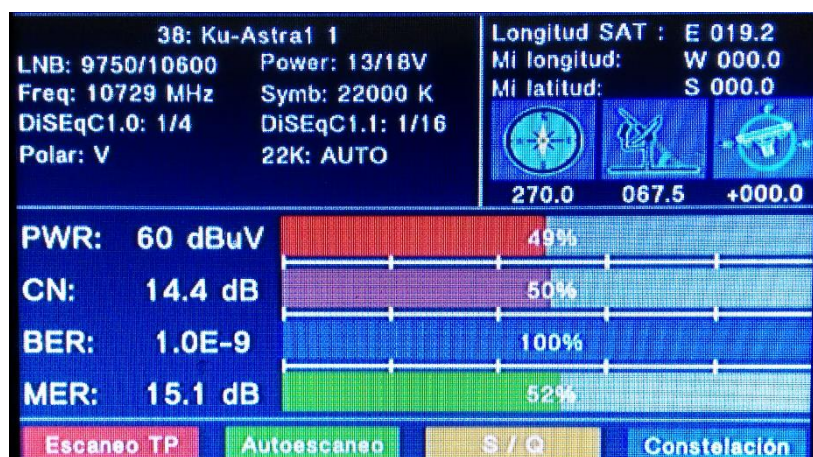 38: Ku-Astra1 1
LNB: 9750/10600 Power: 13/18V
Freq: 10729 MHz Symb: 22000 K
DiSEqC1.0: 1/4 DiSEqC1.1: 1/16
Polar: V 22K: AUTO
Longitud SAT : E 019.2
Mi longitud: W 000.0
Mi latitud: S 000.0
270.0 067.5 +000.0
PWR: 60 dBuV 49%
CN: 14.4 dB 50%
BER: 1.0E-9 100%
MER: 15.1 dB 52%
Escaneo TP Autoescaneo S / Q Constelación